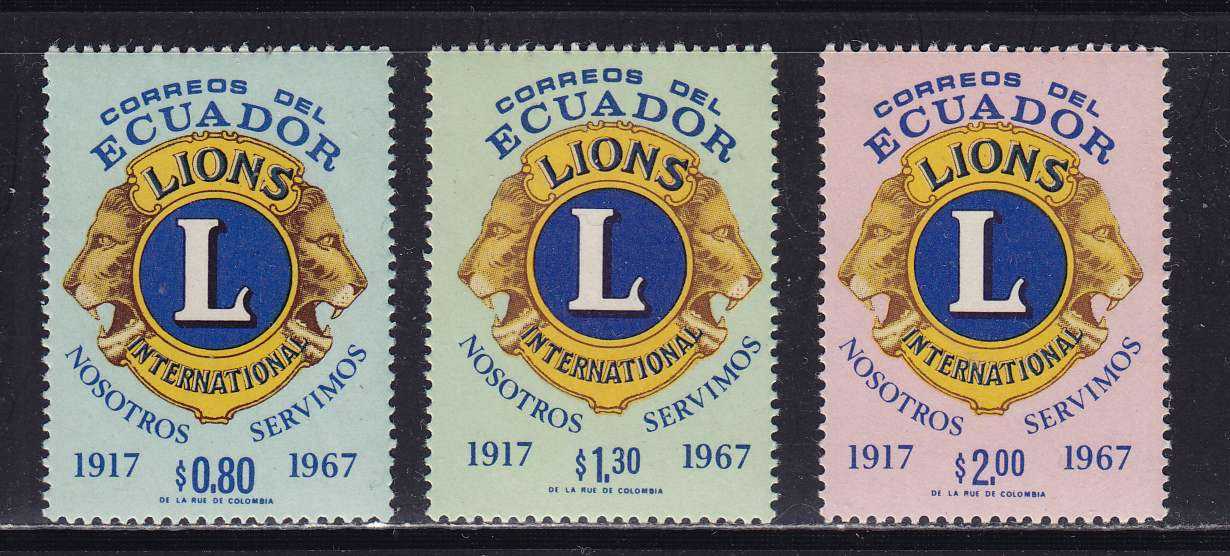 CORREOS DEL
ECUADOR
LIONS
L
INTERNATIONAL
NOSOTROS SERVIMOS
1917 $0.80 1967
DE LA RUE DE COLOMBIA
CORREOS DEL
ECUADOR
LIONS
L
INTERNATIONAL
NOSOTROS SERVIMOS
1917 $1.30 1967
DE LA RUE DE COLOMBIA
CORREOS DEL
ECUADOR
LIONS
L
INTERNATIONAL
NOSOTROS SERVIMOS
1917 $2.00 1967
DE LA RUE DE COLOMBIA